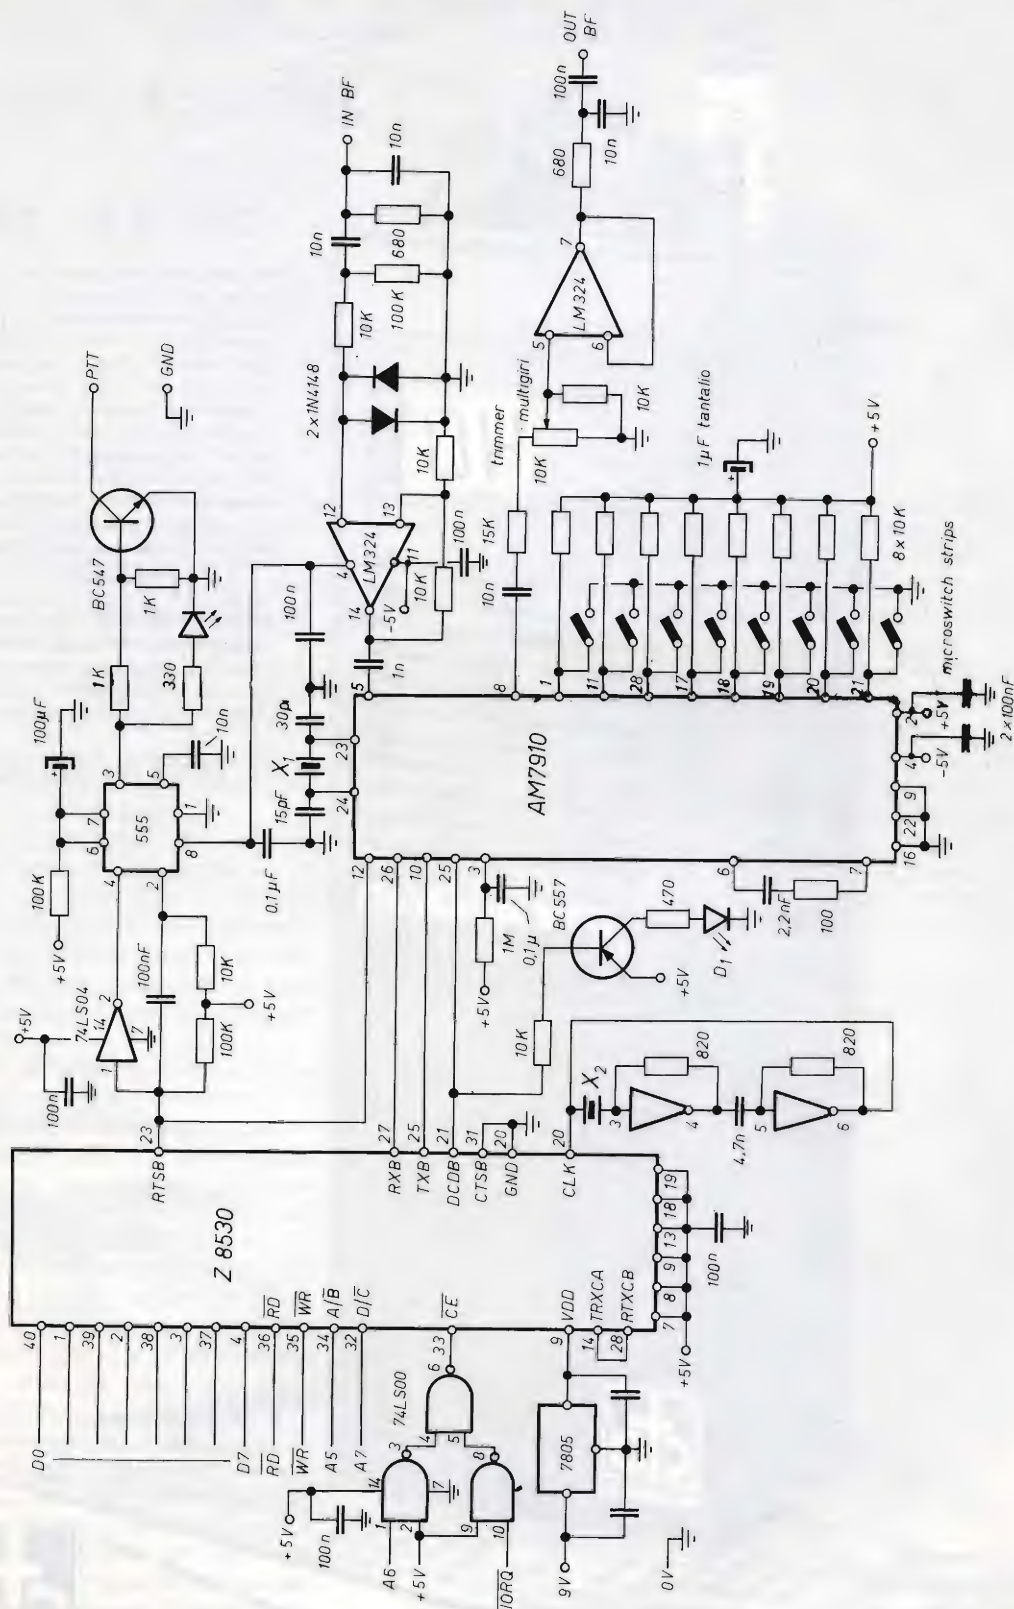 D0
D7
RD
WR
A5
A7
40
1
39
2
38
3
37
4
36
35
34
32
RD
WR
A/B
D/C
33
CE
9
VDD
14
TRXCA
28
RTXCB
Z 8530
+5V
100n
14
1
2
3
7
A6
+5V
IORQ
9
10
8
4
5
6
74LS00
7805
9V
0V
7
8
9
13
18
19
+5V
100n
RTSB
23
RXB
27
TXB
25
DCDB
21
CTSB
31
GND
20
CLK
20
X2
3
4
820
4,7n
5
6
820
+5V
100n
74LS04
14
1
2
7
100nF
100K
10K
+5V
+5V
100K
100µF
4
6
7
2
555
3
5
8
1
10n
0,1µF
1K
330
1K
BC547
PTT
GND
15pF
X1
30p
100n
24
23
12
26
10
25
3
1M
0,1µ
+5V
10K
BC557
470
D1
+5V
6
7
2,2nF
100
AM7910
16
22
9
4
2
-5V
+5V
2x100nF
5
8
1
11
28
17
18
19
20
21
1n
14
4
LM324
12
13
11
-5V
10K
100n
10K
2x1N4148
10K
10n
100K
680
10n
IN BF
10n
15K
trimmer
multigiri
10K
10K
5
6
7
LM324
680
10n
100n
OUT
BF
1µF tantalio
+5V
8x10K
microswitch strips